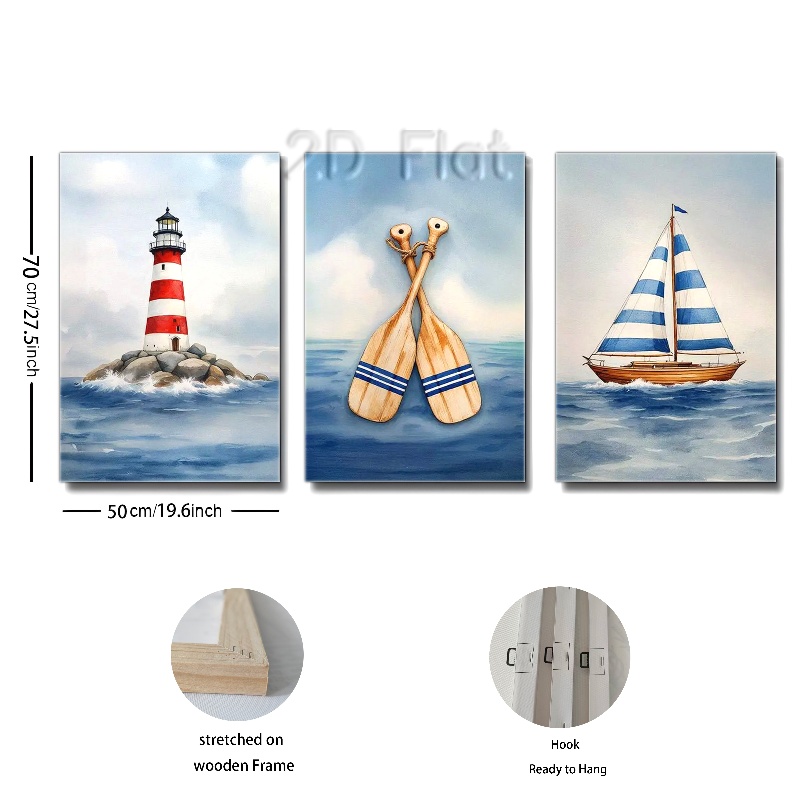 2D Flat
70 cm/27.5inch
50cm/19.6inch
stretched on
wooden Frame
Hook
Ready to Hang